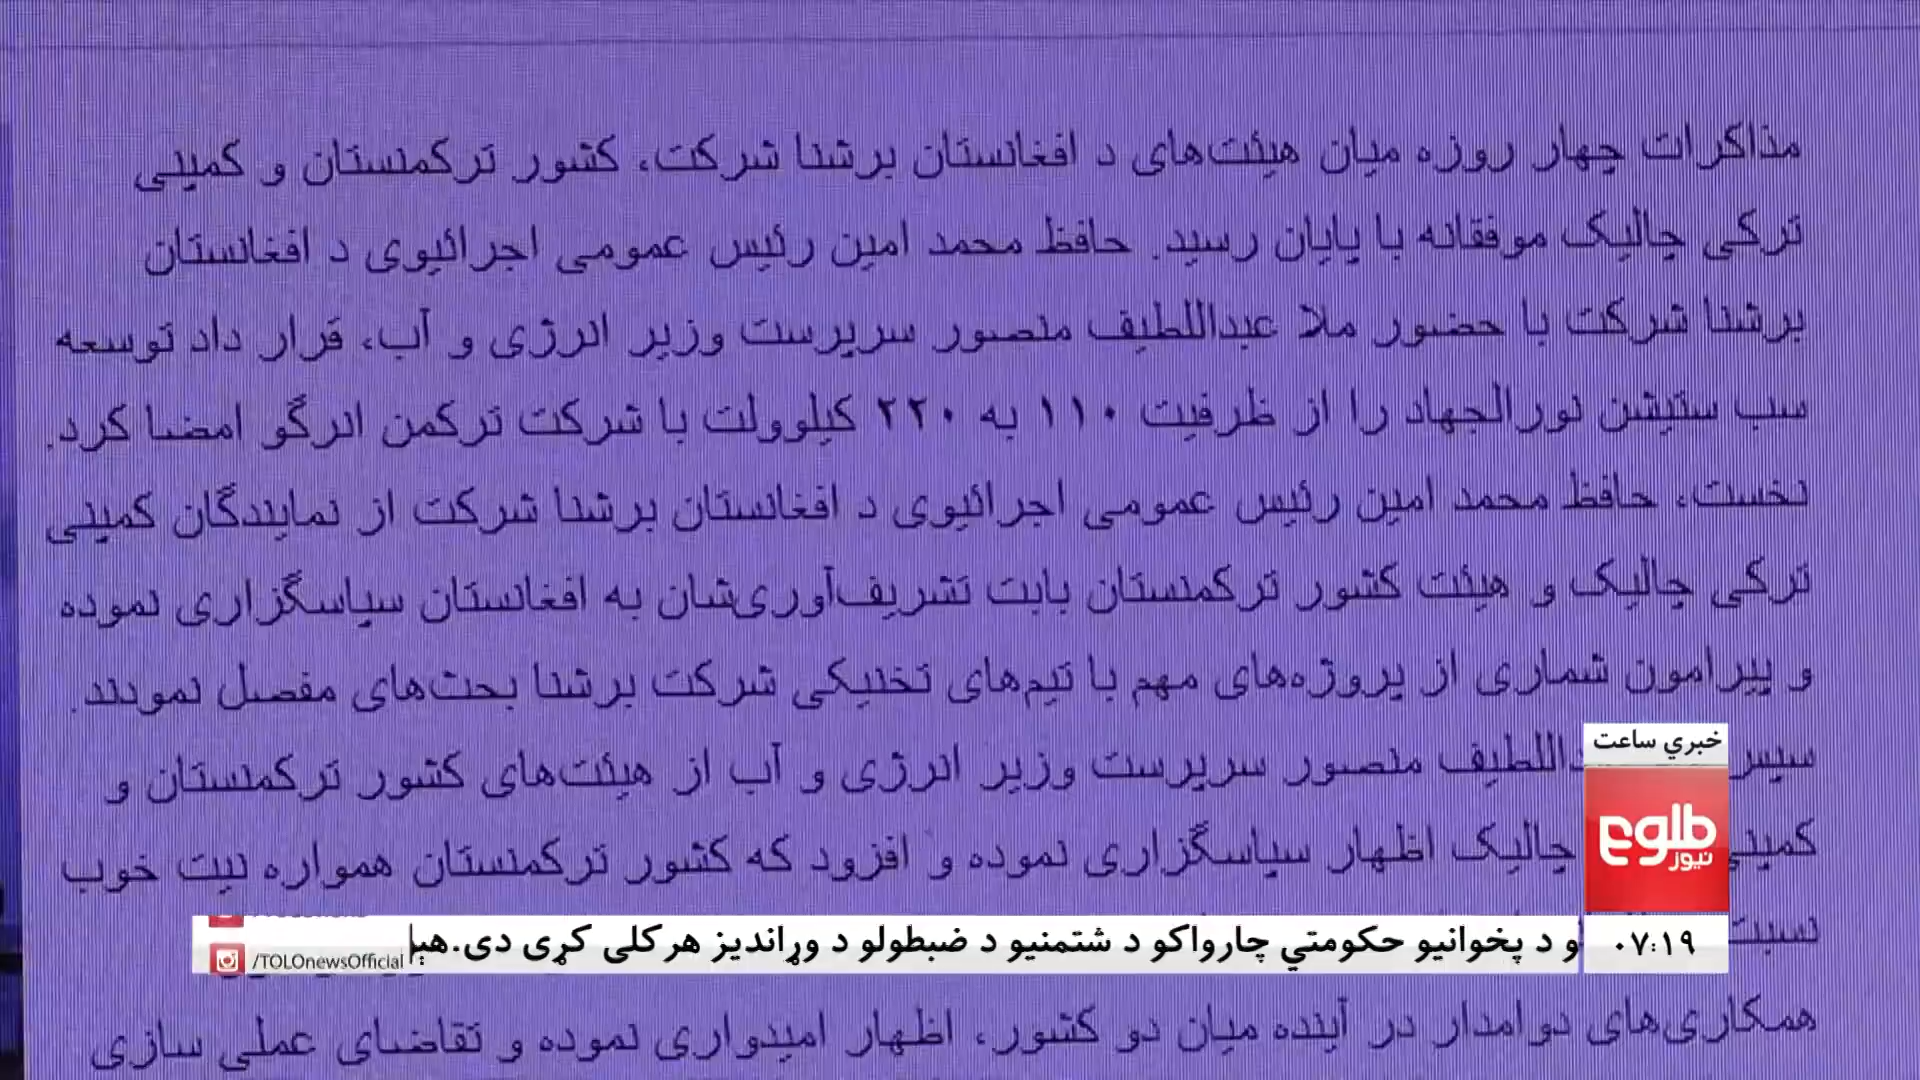 مذاکرات چهار روزه میان هیئت‌های د افغانستان برشنا شرکت، کشور ترکمنستان و کمپنی
ترکی چالیک موفقانه با پایان رسید. حافظ محمد امین رئیس عمومی اجرائیوی د افغانستان
برشنا شرکت با حضور ملا عبداللطیف منصور سرپرست وزیر انرژی و آب، قرار داد توسعه
سب ستیشن نورالجهاد را از ظرفیت ۱۱۰ به ۲۲۰ کیلوولت با شرکت ترکمن انرگو امضا کرد.
نخست، حافظ محمد امین رئیس عمومی اجرائیوی د افغانستان برشنا شرکت از نمایندگان کمپنی
ترکی چالیک و هیئت کشور ترکمنستان بابت تشریف‌آوری‌شان به افغانستان سپاسگزاری نموده
و پیرامون شماری از پروژه‌های مهم با تیم‌های تخنیکی شرکت برشنا بحث‌های مفصل نمودند.
سپس منصور سرپرست وزیر انرژی و آب از هیئت‌های کشور ترکمنستان و
کمپنی چالیک اظهار سپاسگزاری نموده و افزود که کشور ترکمنستان همواره نیت خوب
نسبت
همکاری‌های دوامدار در آینده میان دو کشور، اظهار امیدواری نموده و تقاضای عملی سازی
خبري ساعت
طلوع
نیوز
۰۷:۱۹
و د پخوانیو حکومتي چارواکو د شتمنیو د ضبطولو د وړاندیز هرکلی کړی دی.
/TOLOnewsOfficial